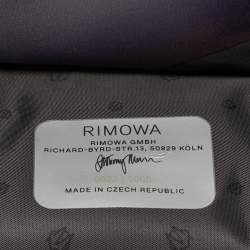 RIMOWA
RIMOWA GMBH
RICHARD-BYRD-STR.13, 50829 KÖLN
MADE IN CZECH REPUBLIC